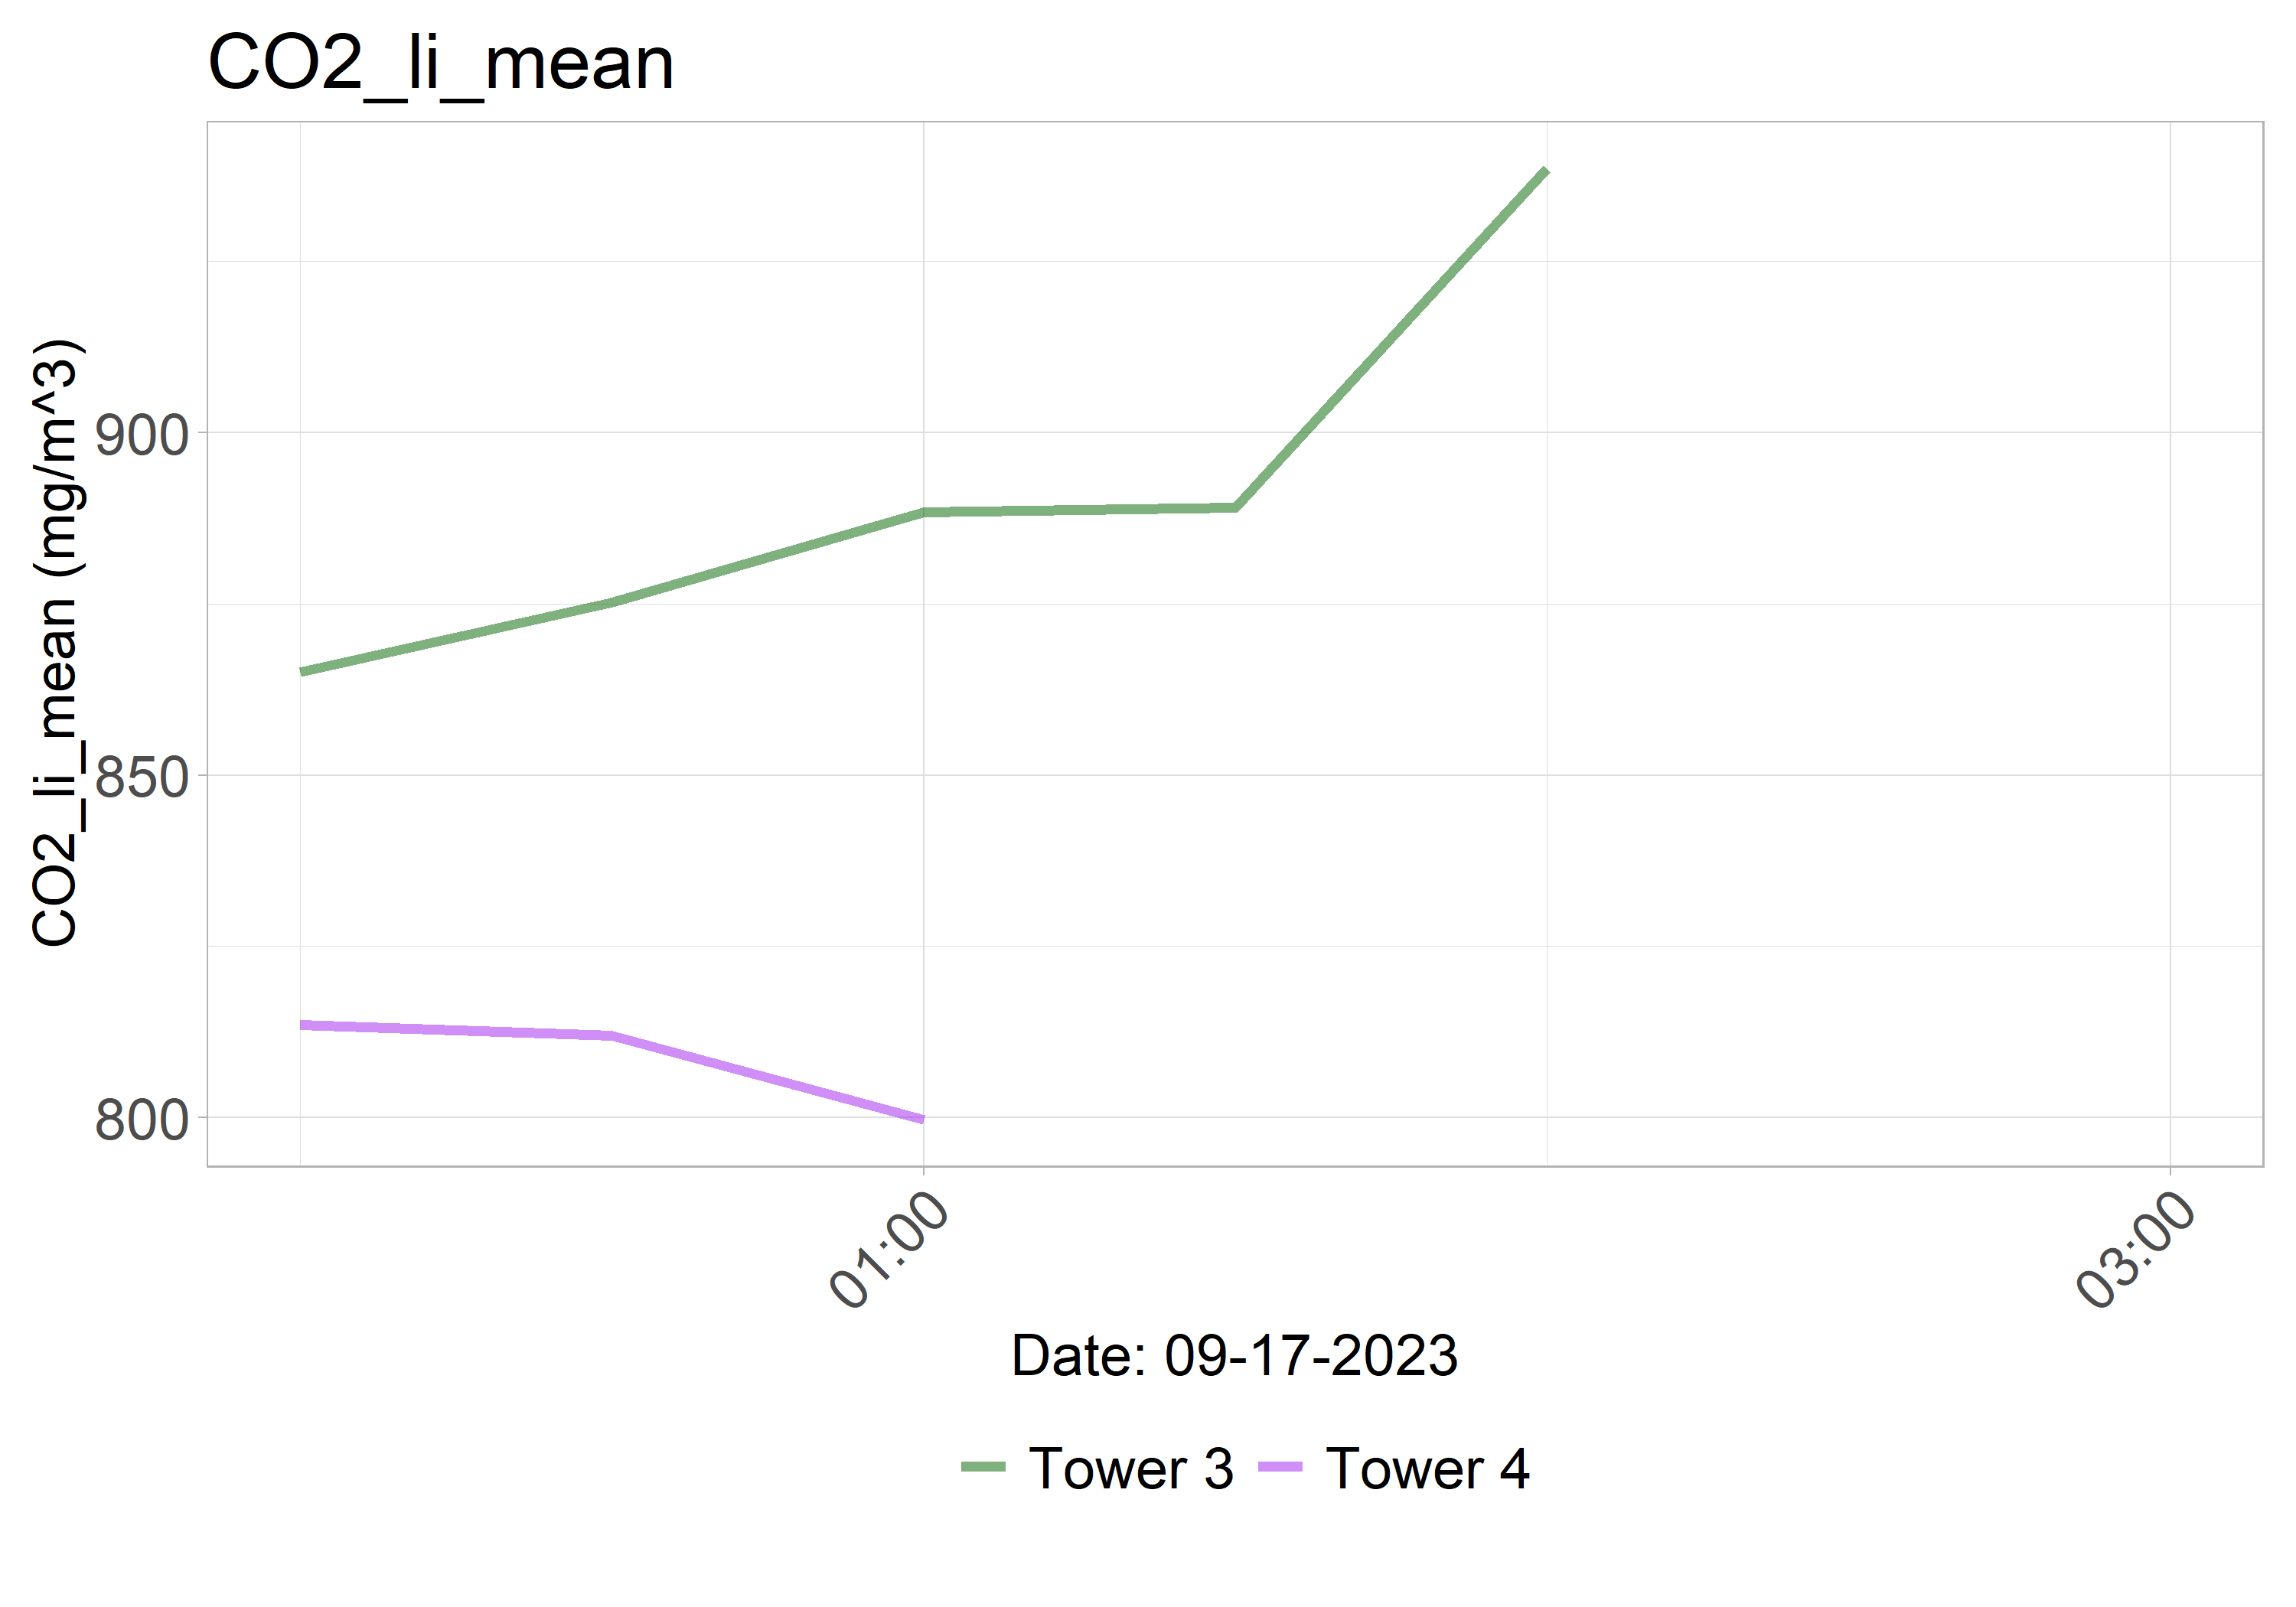 CO2_li_mean
CO2_li_mean (mg/m^3)
900
850
800
01:00
03:00
Date: 09-17-2023
Tower 3
Tower 4